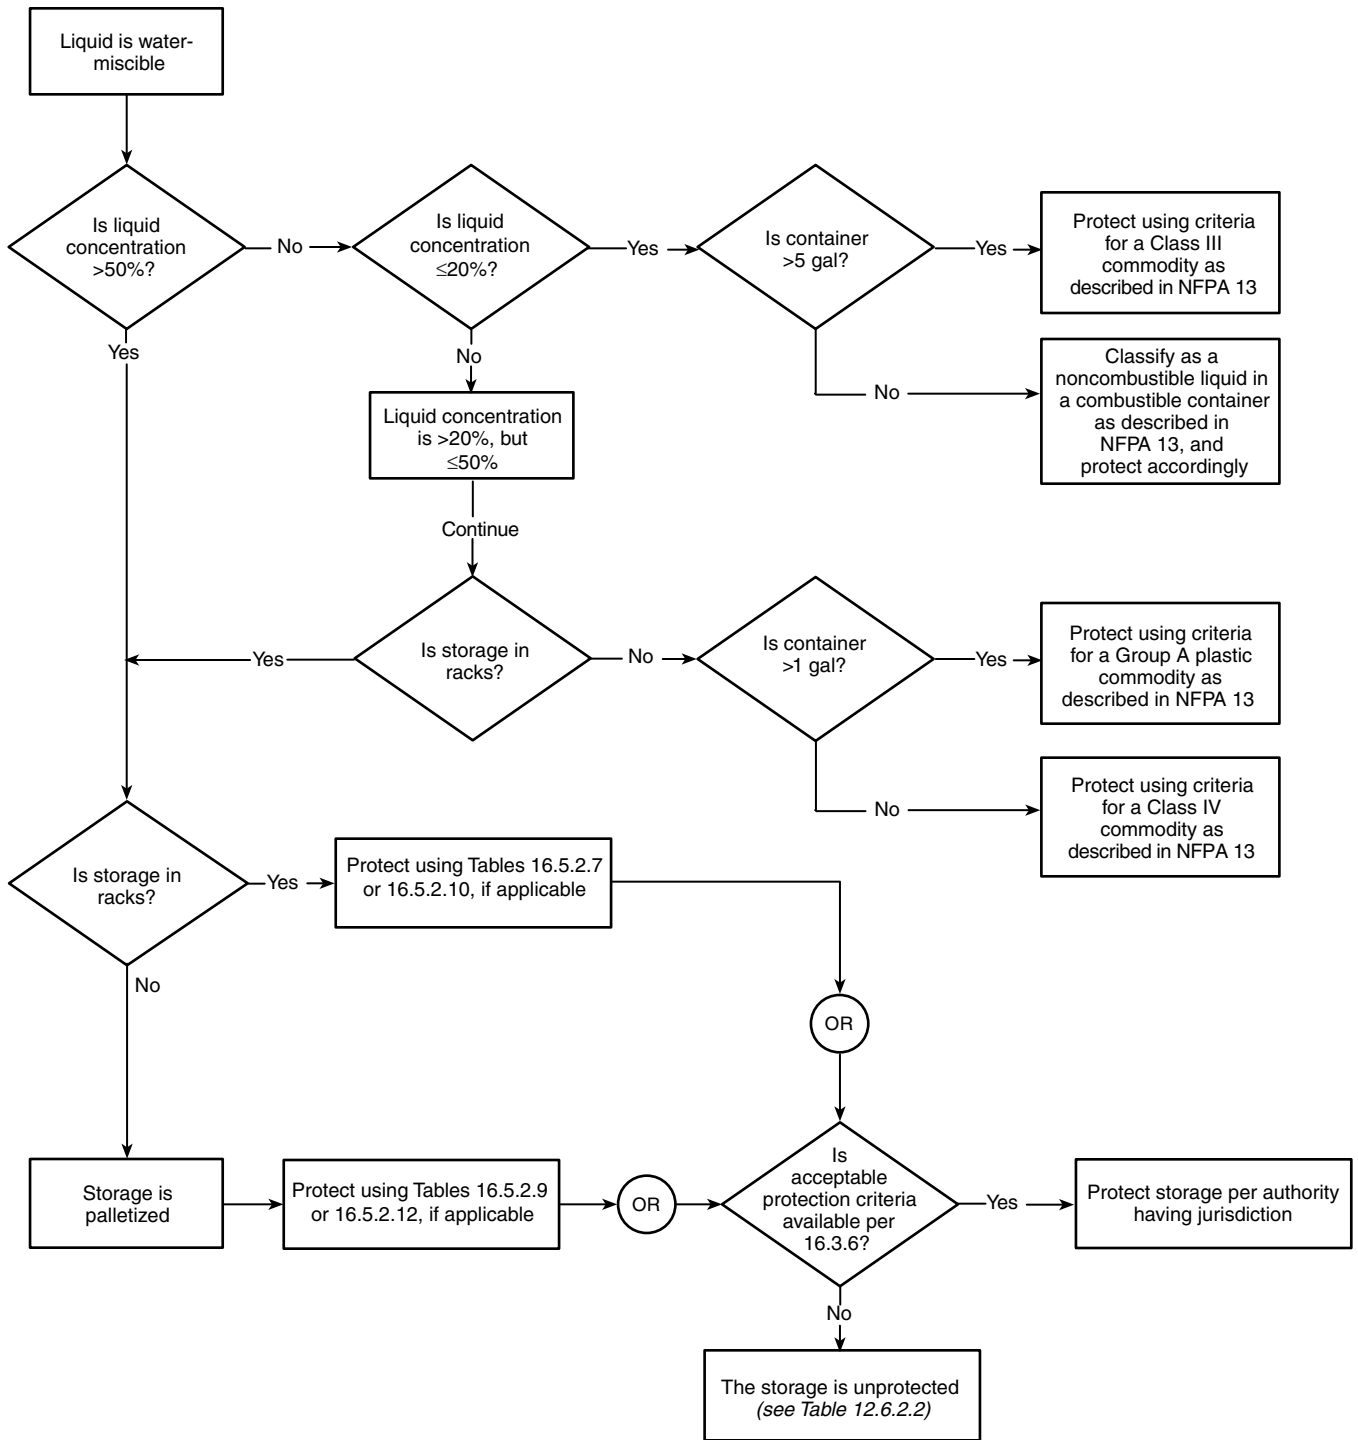 Liquid is water-
miscible
Is liquid
concentration
>50%?
No
Is liquid
concentration
≤20%?
Yes
Is container
>5 gal?
Yes
Protect using criteria
for a Class III
commodity as
described in NFPA 13
Yes
No
No
Classify as a
noncombustible liquid in
a combustible container
as described in
NFPA 13, and
protect accordingly
Liquid concentration
is >20%, but
≤50%
Continue
Yes
Is storage in
racks?
No
Is container
>1 gal?
Yes
Protect using criteria
for a Group A plastic
commodity as
described in NFPA 13
No
Protect using criteria
for a Class IV
commodity as
described in NFPA 13
Is storage in
racks?
Yes
Protect using Tables 16.5.2.7
or 16.5.2.10, if applicable
No
OR
Storage is
palletized
Protect using Tables 16.5.2.9
or 16.5.2.12, if applicable
OR
Is
acceptable
protection criteria
available per
16.3.6?
Yes
Protect storage per authority
having jurisdiction
No
The storage is unprotected
(see Table 12.6.2.2)